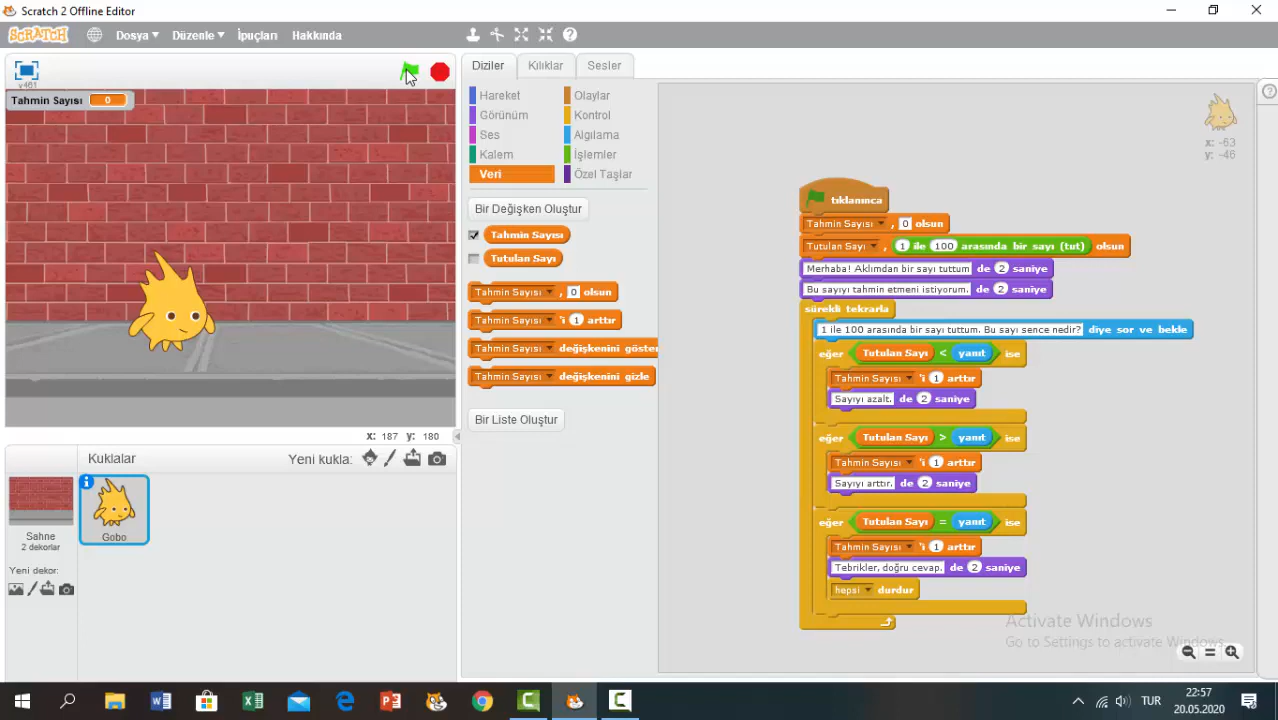 Scratch 2 Offline Editor
SCRATCH Dosya Düzenle İpuçları Hakkında
v461
Tahmin Sayısı 0
x: 187 y: 180
Kuklalar Yeni kukla:
Sahne
2 dekorlar
Yeni dekor:
Gobo
Diziler Kılıklar Sesler
Hareket Olaylar
Görünüm Kontrol
Ses Algılama
Kalem İşlemler
Veri Özel Taşlar
Bir Değişken Oluştur
Tahmin Sayısı
Tutulan Sayı
Tahmin Sayısı , 0 olsun
Tahmin Sayısı 'i 1 arttır
Tahmin Sayısı değişkenini göster
Tahmin Sayısı değişkenini gizle
Bir Liste Oluştur
x: -63
y: -46
tıklanınca
Tahmin Sayısı , 0 olsun
Tutulan Sayı , 1 ile 100 arasında bir sayı (tut) olsun
Merhaba! Aklımdan bir sayı tuttum de 2 saniye
Bu sayıyı tahmin etmeni istiyorum. de 2 saniye
sürekli tekrarla
1 ile 100 arasında bir sayı tuttum. Bu sayı sence nedir? diye sor ve bekle
eğer Tutulan Sayı < yanıt ise
Tahmin Sayısı 'i 1 arttır
Sayıyı azalt. de 2 saniye
eğer Tutulan Sayı > yanıt ise
Tahmin Sayısı 'i 1 arttır
Sayıyı arttır. de 2 saniye
eğer Tutulan Sayı = yanıt ise
Tahmin Sayısı 'i 1 arttır
Tebrikler, doğru cevap. de 2 saniye
hepsi durdur
Activate Windows
Go to Settings to activate Windows.
TUR
22:57
20.05.2020